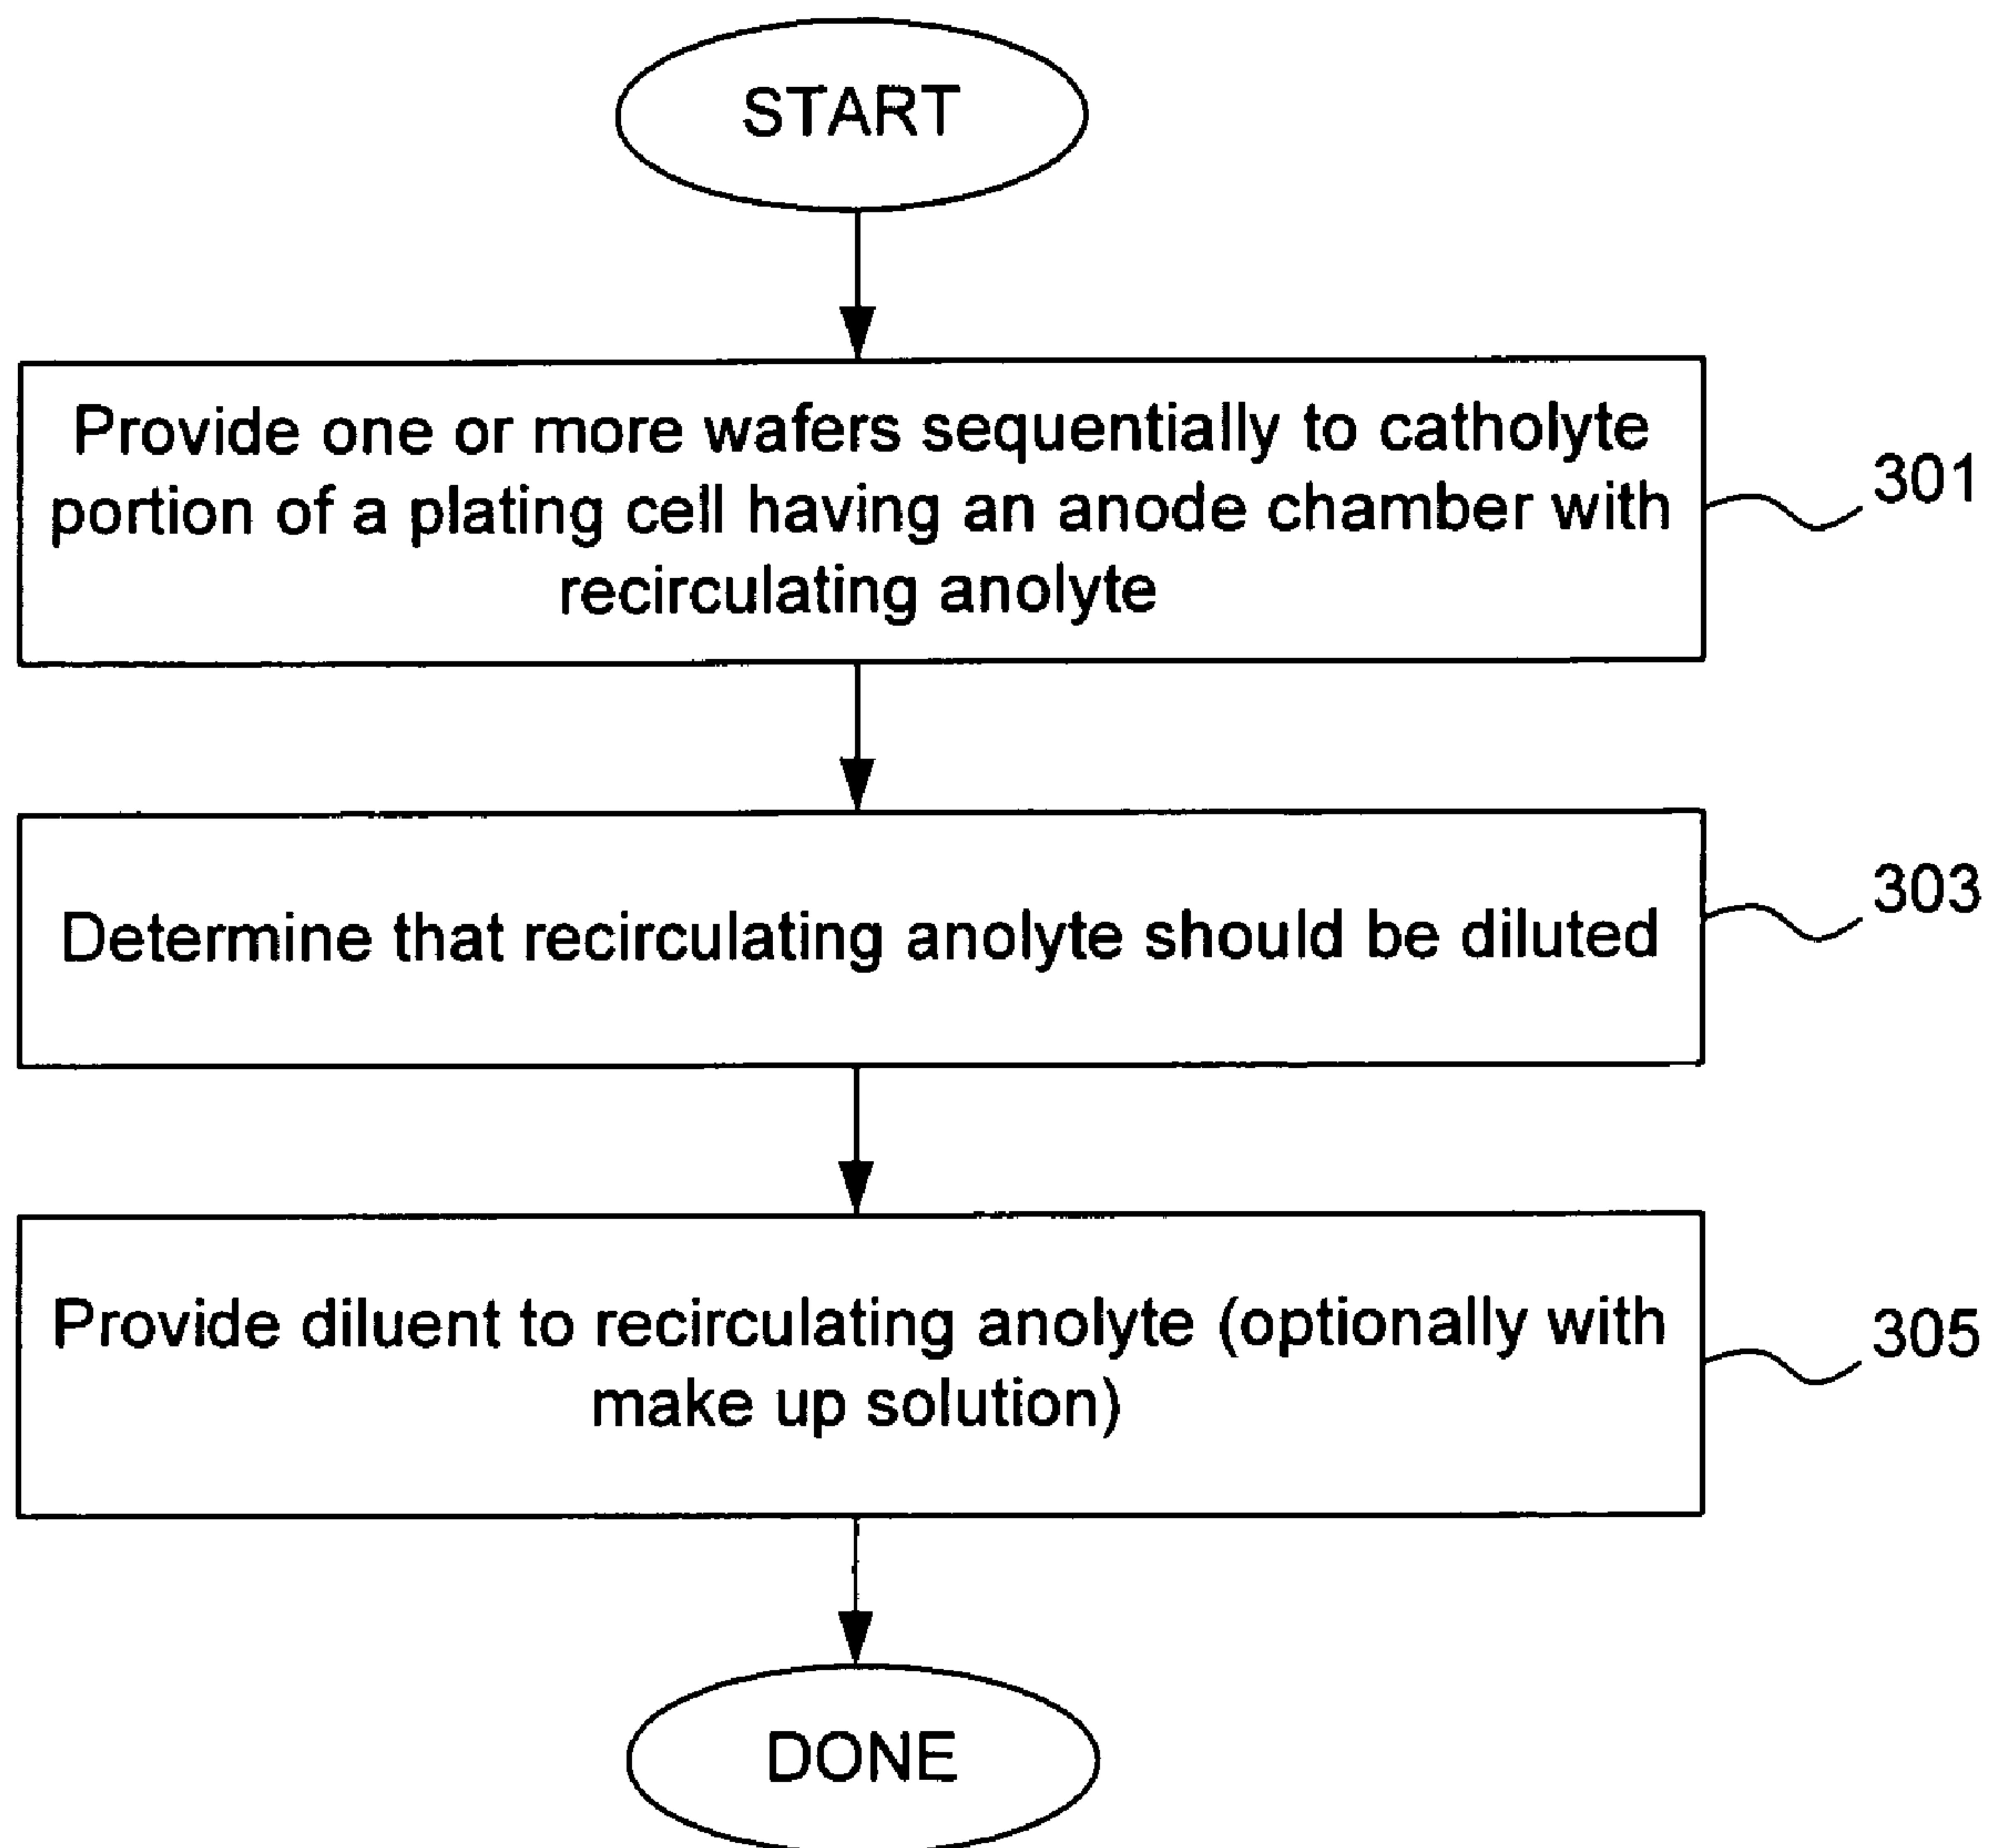 START
Provide one or more wafers sequentially to catholyte
portion of a plating cell having an anode chamber with
recirculating anolyte
301
Determine that recirculating anolyte should be diluted
303
Provide diluent to recirculating anolyte (optionally with
make up solution)
305
DONE